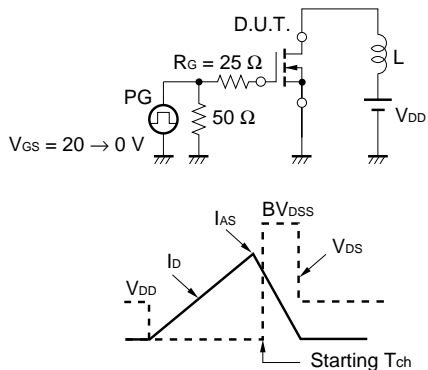 D.U.T.
RG = 25 Ω
L
PG
50 Ω
VDD
VGS = 20 → 0 V
BVDSS
IAS
ID
VDS
VDD
Starting Tch